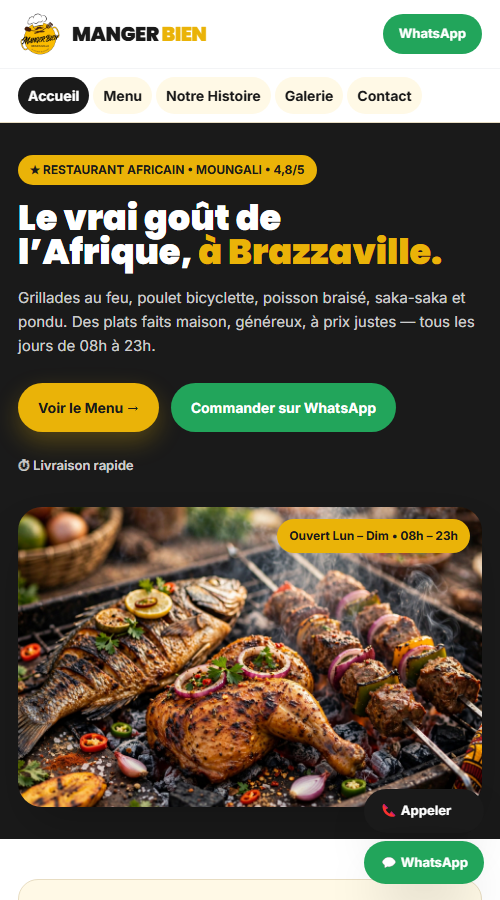 MANGER BIEN
MANGER BIEN
WhatsApp
Accueil
Menu
Notre Histoire
Galerie
Contact
★ RESTAURANT AFRICAIN • MOUNGALI • 4,8/5
Le vrai goût de
l’Afrique, à Brazzaville.
Grillades au feu, poulet bicyclette, poisson braisé, saka-saka et
pondu. Des plats faits maison, généreux, à prix justes — tous les
jours de 08h à 23h.
Voir le Menu →
Commander sur WhatsApp
⏱ Livraison rapide
Ouvert Lun – Dim • 08h – 23h
📞 Appeler
💬 WhatsApp